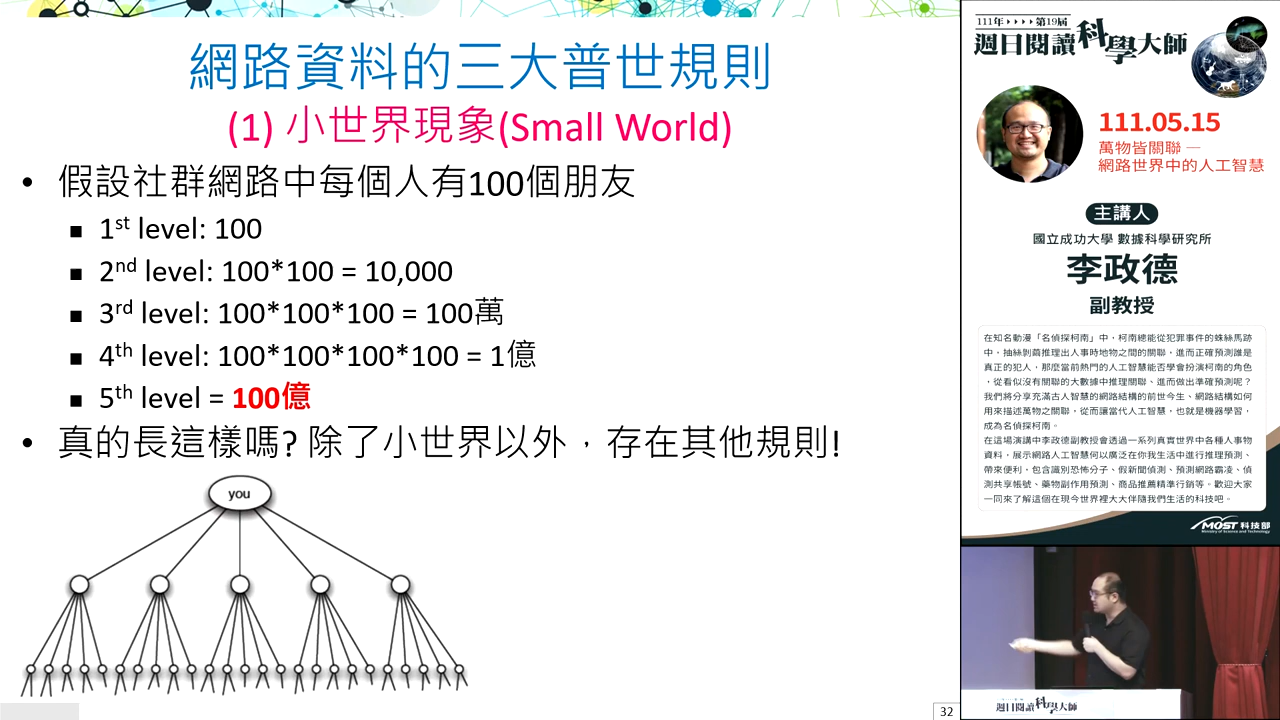 網路資料的三大普世規則
(1) 小世界現象(Small World)
• 假設社群網路中每個人有100個朋友
■ 1st level: 100
■ 2nd level: 100*100 = 10,000
■ 3rd level: 100*100*100 = 100萬
■ 4th level: 100*100*100*100 = 1億
■ 5th level = 100億
• 真的長這樣嗎? 除了小世界以外，存在其他規則!
you
32
111年 ▸▸▸▸ 第19屆
週日閱讀科學大師
111.05.15
萬物皆關聯 —
網路世界中的人工智慧
主講人
國立成功大學 數據科學研究所
李政德
副教授
在知名動漫「名偵探柯南」中，柯南總能從犯罪事件的蛛絲馬跡
中，抽絲剝繭推理出人事時地物之間的關聯，進而正確預測誰是
真正的犯人，那麼當前熱門的人工智慧能否學會扮演柯南的角色
，從看似沒有關聯的大數據中推理關聯、進而做出準確預測呢？
我們將分享充滿古人智慧的網路結構的前世今生、網路結構如何
用來描述萬物之關聯，從而讓當代人工智慧，也就是機器學習，
成為名偵探柯南。
在這場演講中李政德副教授會透過一系列真實世界中各種人事物
資料，展示網路人工智慧何以廣泛在你我生活中進行推理預測、
帶來便利，包含識別恐怖分子、假新聞偵測、預測網路霸凌、偵
測共享帳號、藥物副作用預測、商品推薦精準行銷等。歡迎大家
一同來了解這個在現今世界裡大大伴隨我們生活的科技吧。
MOST 科技部
Ministry of Science and Technology
週日閱讀科學大師